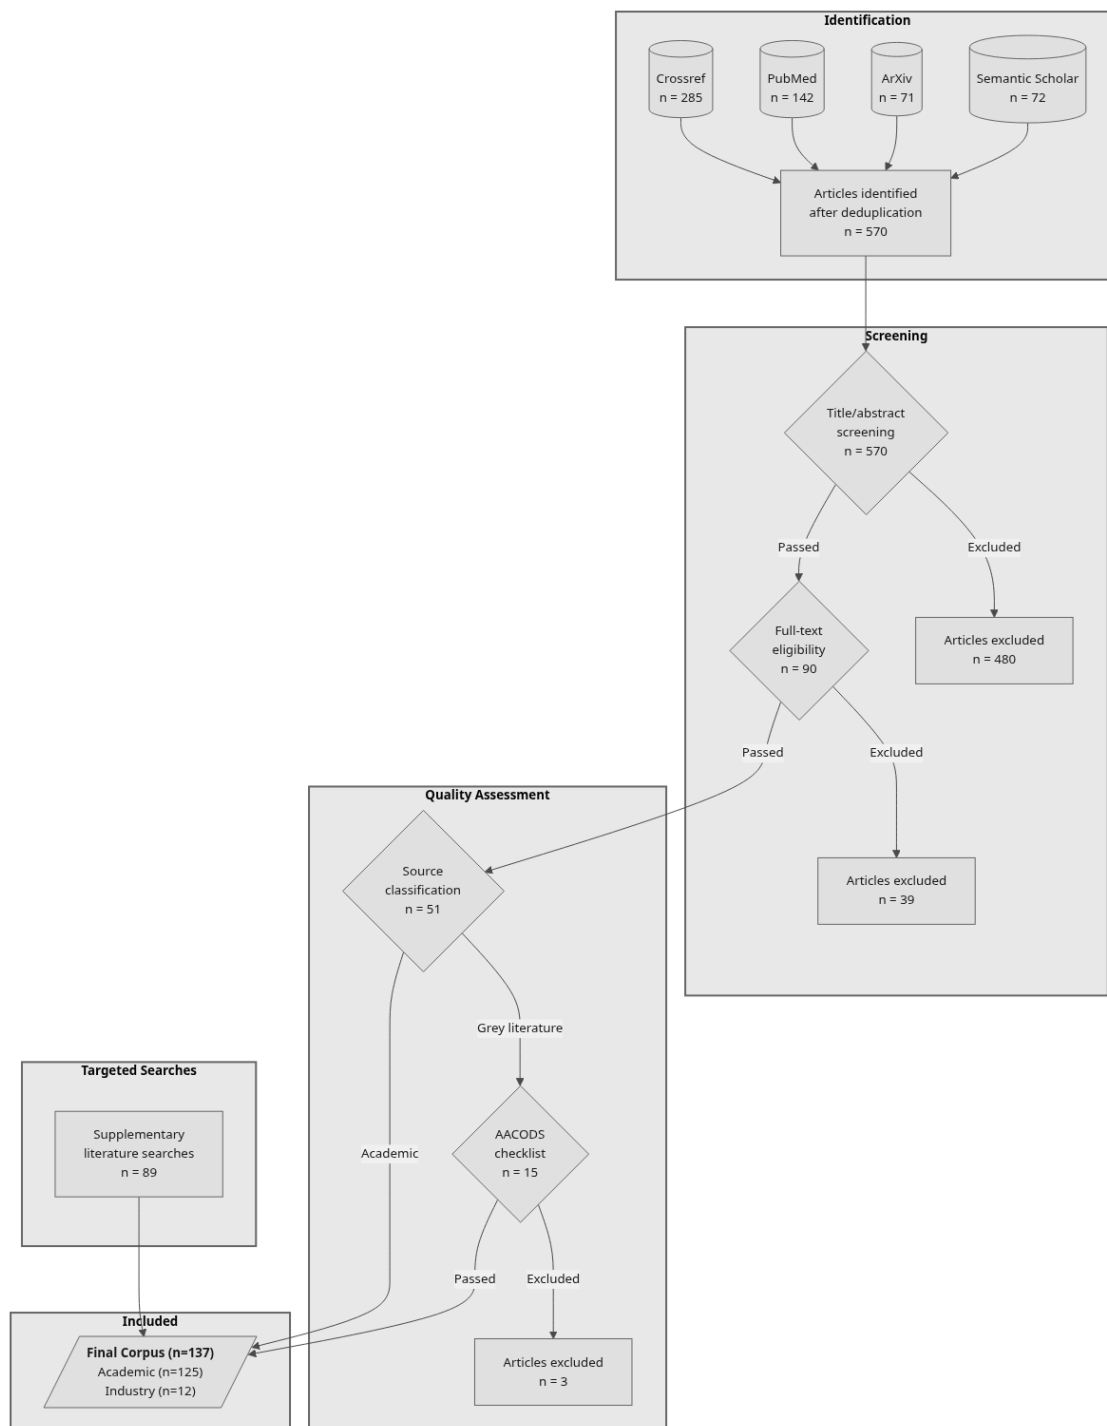 Identification
Crossref
n = 285
PubMed
n = 142
ArXiv
n = 71
Semantic Scholar
n = 72
Articles identified
after deduplication
n = 570
Screening
Title/abstract
screening
n = 570
Passed
Excluded
Full-text
eligibility
n = 90
Articles excluded
n = 480
Passed
Excluded
Articles excluded
n = 39
Quality Assessment
Source
classification
n = 51
Grey literature
Academic
AACODS
checklist
n = 15
Passed
Excluded
Articles excluded
n = 3
Targeted Searches
Supplementary
literature searches
n = 89
Included
Final Corpus (n=137)
Academic (n=125)
Industry (n=12)